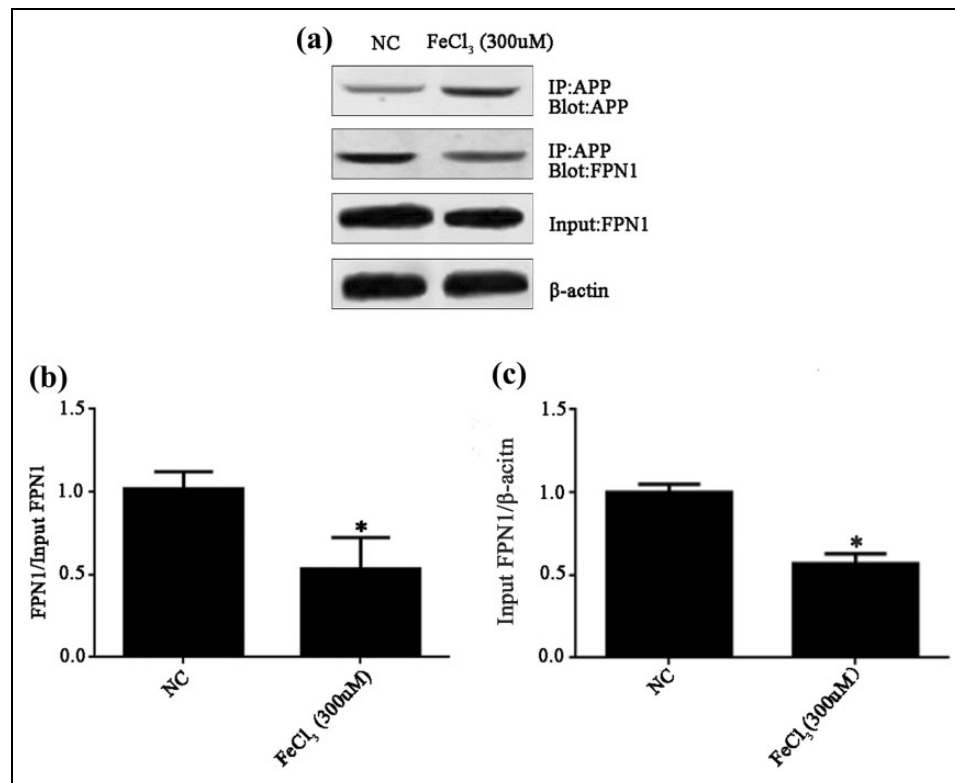 (a)
NC FeCl₃ (300uM)
IP:APP
Blot:APP
IP:APP
Blot:FPN1
Input:FPN1
β-actin
(b)
FPN1/Input FPN1
1.5
1.0
0.5
0.0
*
NC
FeCl₃ (300uM)
(c)
Input FPN1/β-acitn
1.5
1.0
0.5
0.0
*
NC
FeCl₃ (300uM)